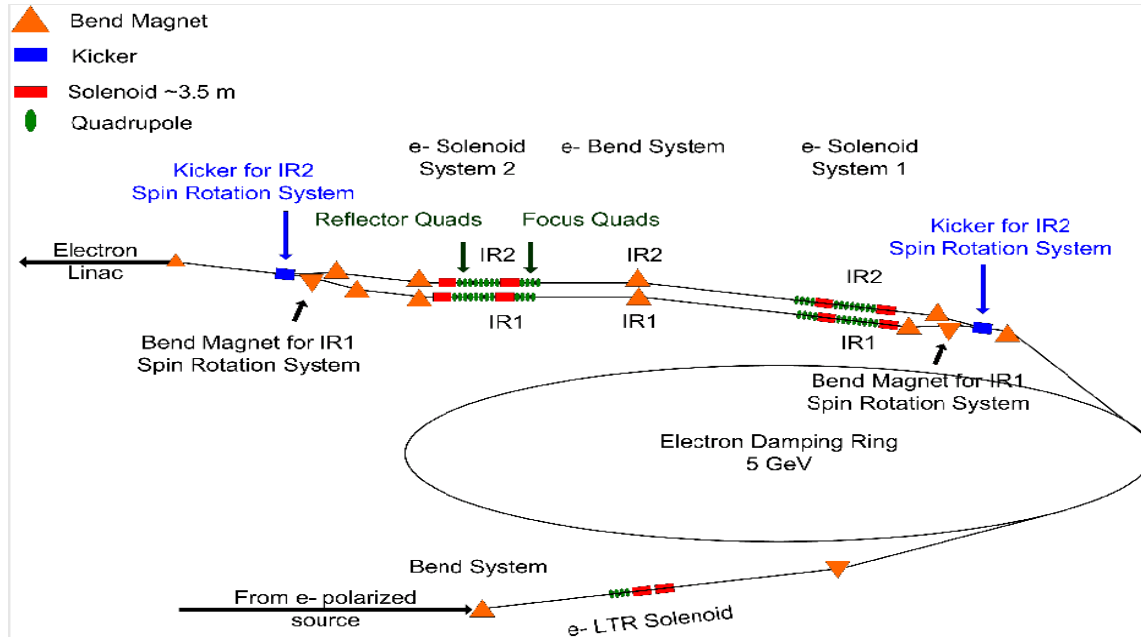 Bend Magnet
Kicker
Solenoid ~3.5 m
Quadrupole
e- Solenoid
System 2
e- Bend System
e- Solenoid
System 1
Kicker for IR2
Spin Rotation System
Reflector Quads
Focus Quads
Kicker for IR2
Spin Rotation System
Electron
Linac
IR2
IR2
IR2
IR1
IR1
IR1
Bend Magnet for IR1
Spin Rotation System
Bend Magnet for IR1
Spin Rotation System
Electron Damping Ring
5 GeV
Bend System
From e- polarized
source
e- LTR Solenoid